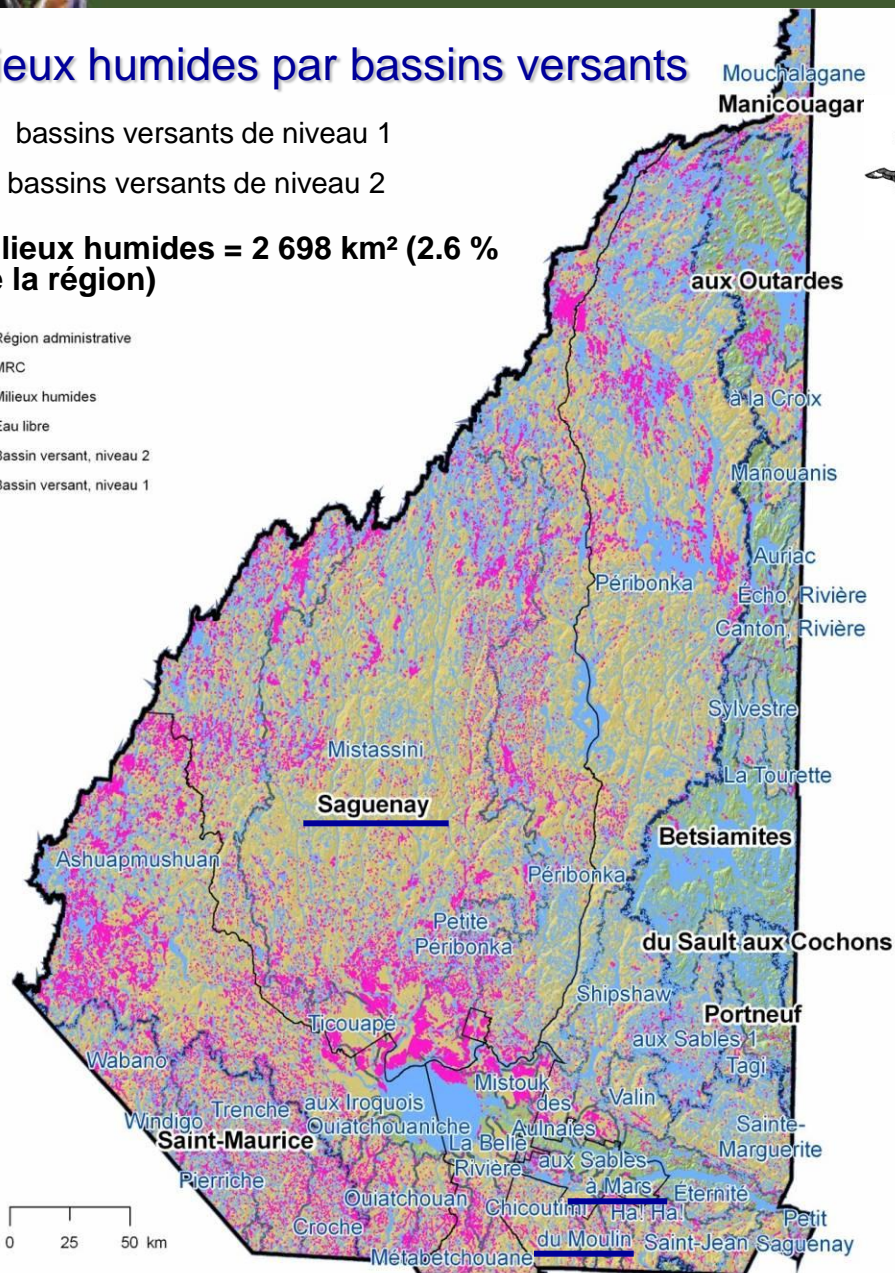 ieux humides par bassins versants
bassins versants de niveau 1
bassins versants de niveau 2
lieux humides = 2 698 km² (2.6 %
la région)
Région administrative
MRC
Milieux humides
Eau libre
Bassin versant, niveau 2
Bassin versant, niveau 1
Mouchalagane
Manicouagan
aux Outardes
à la Croix
Manouanis
Auriac
Péribonka
Écho, Rivière
Canton, Rivière
Sylvestre
Mistassini
La Tourette
Saguenay
Betsiamites
Ashuapmushuan
Péribonka
Petite
Péribonka
du Sault aux Cochons
Shipshaw
Portneuf
Ticouapé
aux Sables 1
Tagi
Wabano
Mistouk
Valin
aux Iroquois
des
Aulnaies
Trenche
Windigo
Ouiatchouaniche
Sainte-
Marguerite
Saint-Maurice
La Belle
Rivière
aux Sables
Pierriche
à Mars
Éternité
Ouiatchouan
Chicoutimi
Ha! Ha!
Petit
Saguenay
Croche
du Moulin
Saint-Jean
Métabetchouane
0 25 50 km